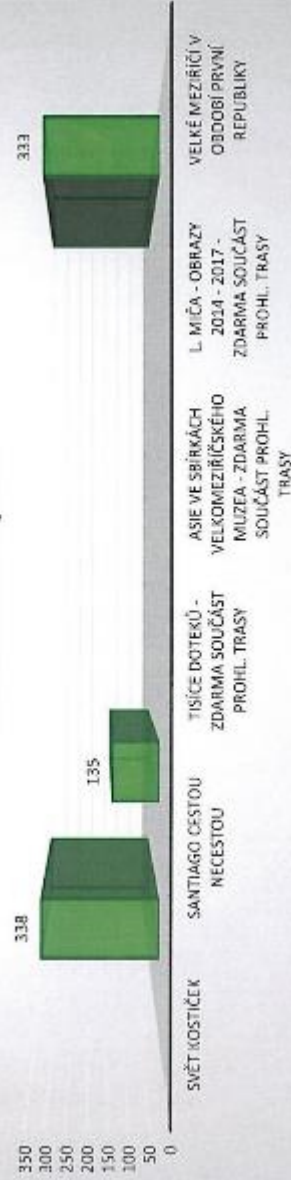 338
135
333
350
300
250
200
150
100
50
0
SVĚT KOSTIČEK
SANTIAGO CESTOU
NECESTOU
TISÍCE DOTEKŮ -
ZDARMA SOUČÁST
PROHL. TRASY
ASIE VE SBÍRKÁCH
VELKOMEZIŘÍČSKÉHO
MUZEA - ZDARMA
SOUČÁST PROHL.
TRASY
L. MÍČA - OBRAZY
2014 - 2017 -
ZDARMA SOUČÁST
PROHL. TRASY
VELKÉ MEZIŘÍČÍ V
OBDOBÍ PRVNÍ
REPUBLIKY